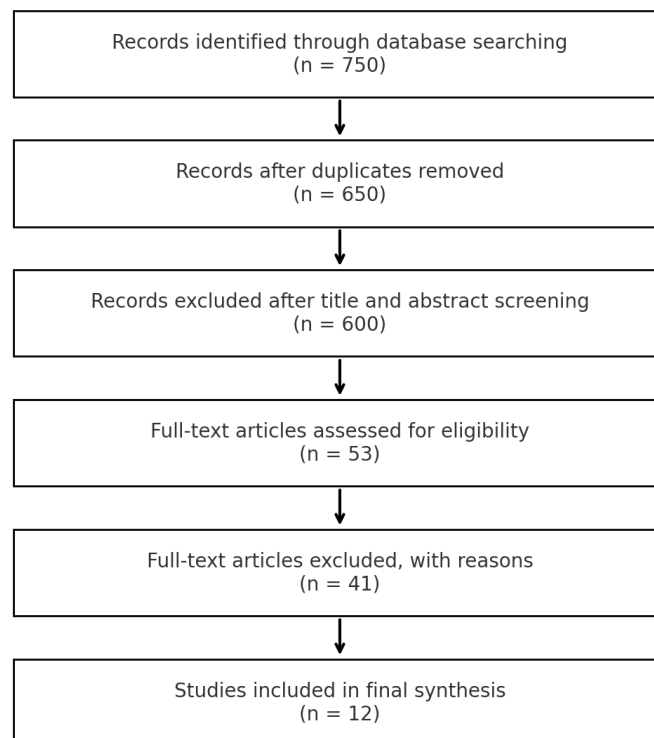 Records identified through database searching
(n = 750)
Records after duplicates removed
(n = 650)
Records excluded after title and abstract screening
(n = 600)
Full-text articles assessed for eligibility
(n = 53)
Full-text articles excluded, with reasons
(n = 41)
Studies included in final synthesis
(n = 12)